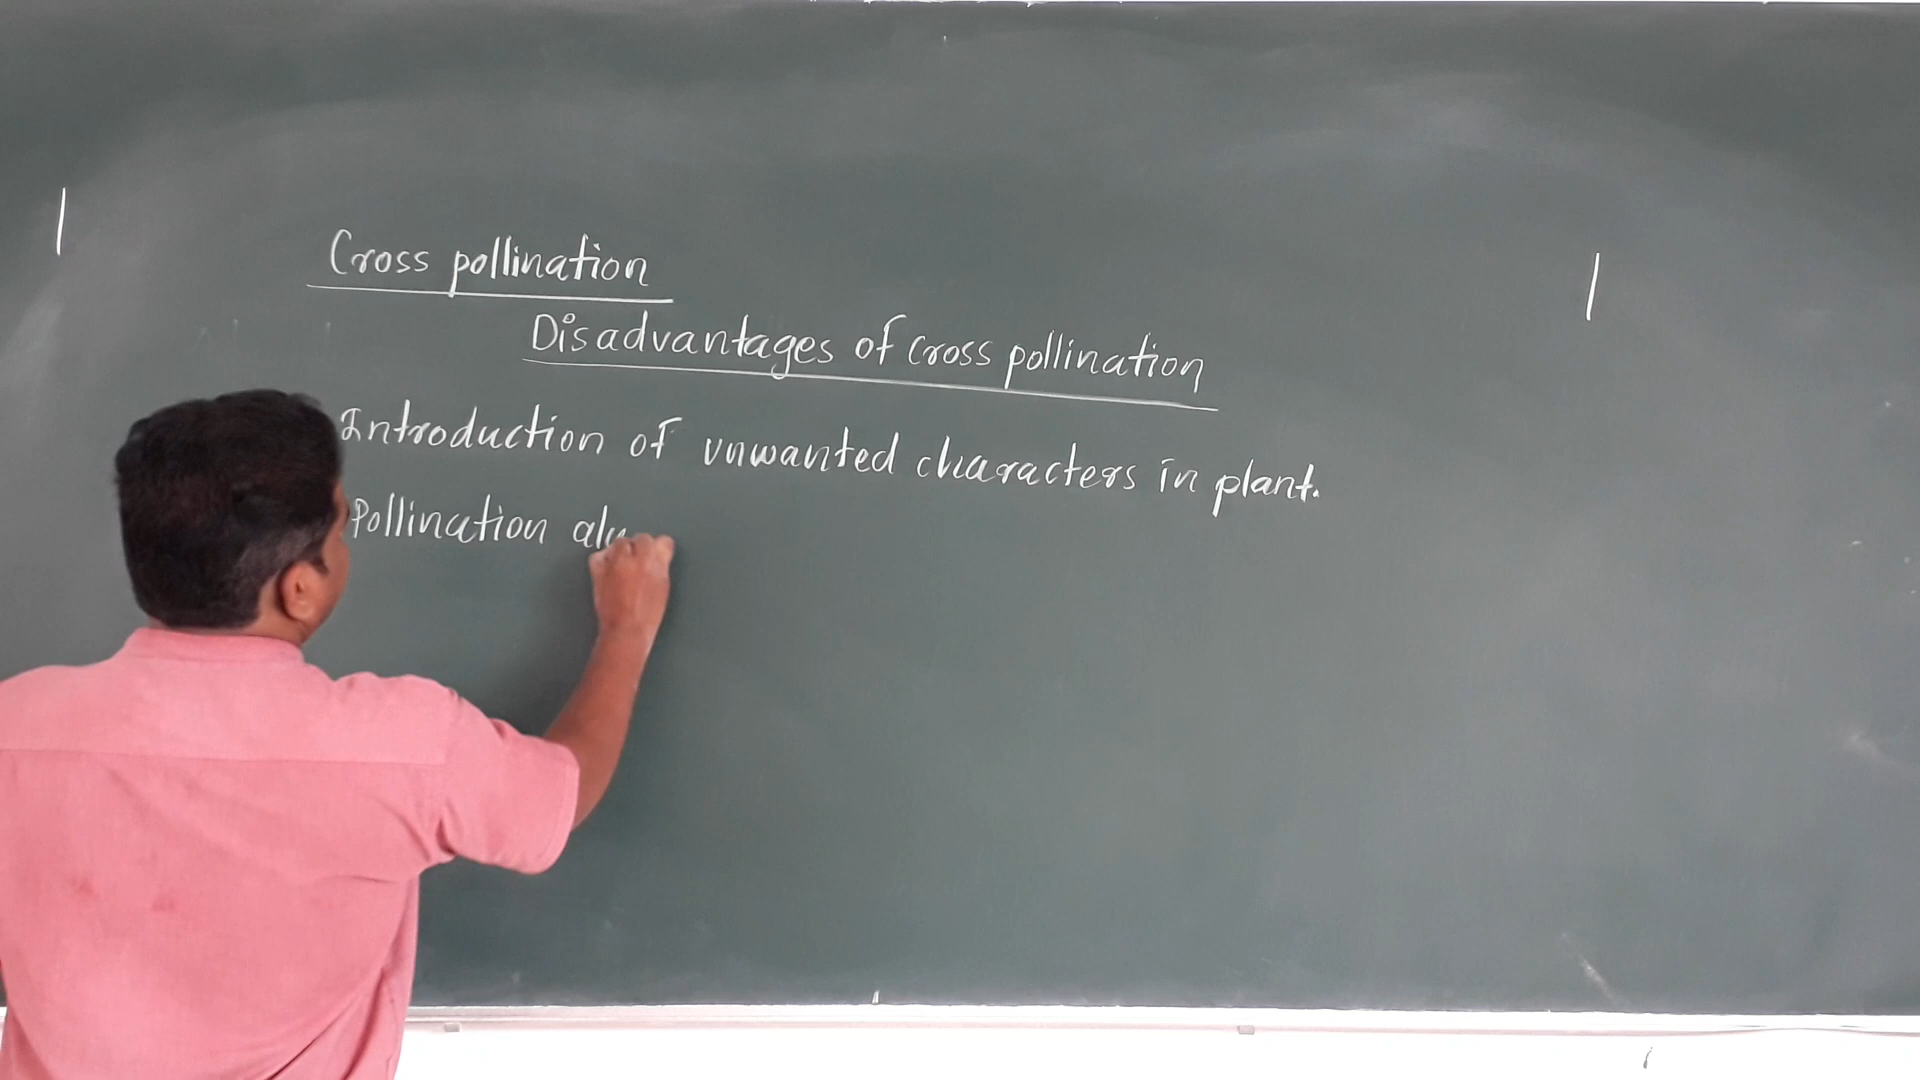 Cross pollination
Disadvantages of cross pollination
Introduction of unwanted characters in plant.
Pollination